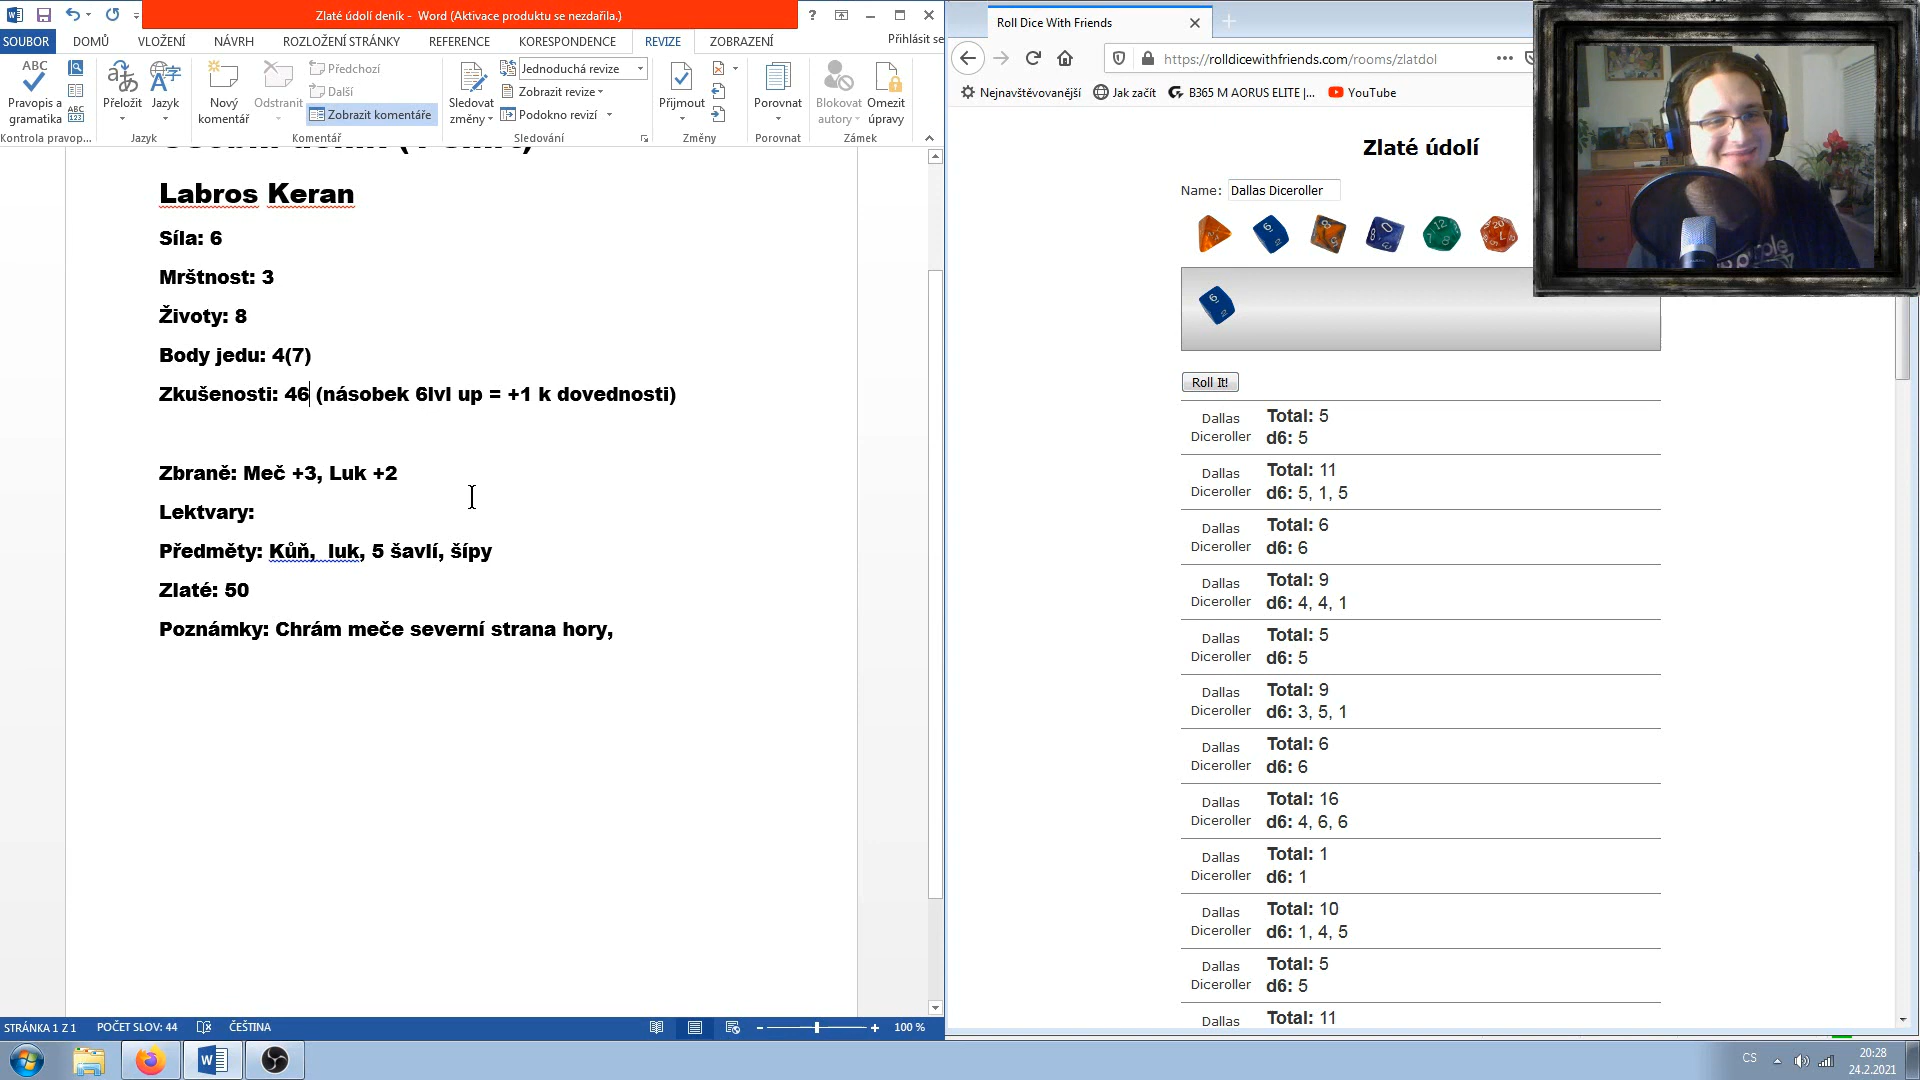 Zlaté údolí deník - Word (Aktivace produktu se nezdařila.)
SOUBOR DOMŮ VLOŽENÍ NÁVRH ROZLOŽENÍ STRÁNKY REFERENCE KORESPONDENCE REVIZE ZOBRAZENÍ Přihlásit se
Pravopis a gramatika
Přeložit
Jazyk
Nový komentář
Odstranit
Předchozí
Další
Zobrazit komentáře
Sledovat změny
Jednoduchá revize
Zobrazit revize
Podokno revizí
Přijmout
Porovnat
Blokovat autory
Omezit úpravy
Kontrola pravop... Jazyk Komentář Sledování Změny Porovnat Zámek
Labros Keran
Síla: 6
Mrštnost: 3
Životy: 8
Body jedu: 4(7)
Zkušenosti: 46 (násobek 6lvl up = +1 k dovednosti)
Zbraně: Meč +3, Luk +2
Lektvary:
Předměty: Kůň, luk, 5 šavlí, šípy
Zlaté: 50
Poznámky: Chrám meče severní strana hory,
STRÁNKA 1 Z 1 POČET SLOV: 44 ČEŠTINA 100 %
Roll Dice With Friends
https://rolldicewithfriends.com/rooms/zlatdol
Nejnavštěvovanější Jak začít B365 M AORUS ELITE |... YouTube
Zlaté údolí
Name: Dallas Diceroller
Roll It!
Dallas Diceroller Total: 5
d6: 5
Dallas Diceroller Total: 11
d6: 5, 1, 5
Dallas Diceroller Total: 6
d6: 6
Dallas Diceroller Total: 9
d6: 4, 4, 1
Dallas Diceroller Total: 5
d6: 5
Dallas Diceroller Total: 9
d6: 3, 5, 1
Dallas Diceroller Total: 6
d6: 6
Dallas Diceroller Total: 16
d6: 4, 6, 6
Dallas Diceroller Total: 1
d6: 1
Dallas Diceroller Total: 10
d6: 1, 4, 5
Dallas Diceroller Total: 5
d6: 5
Dallas Total: 11
CS
20:28
24.2.2021